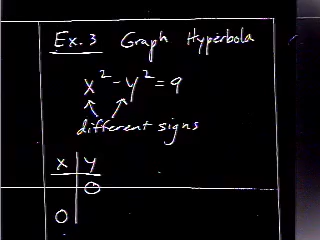 Ex. 3 Graph Hyperbola
x² - y² = 9
different signs
x y
0
0